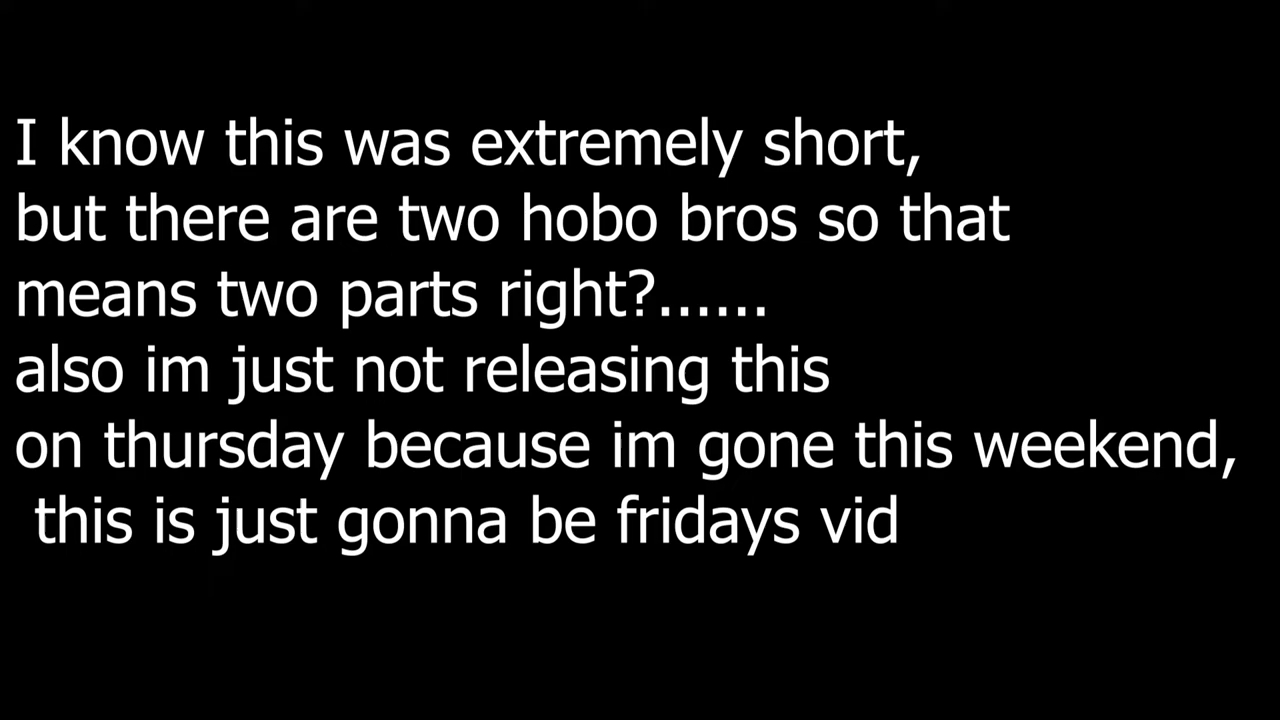 I know this was extremely short,
but there are two hobo bros so that
means two parts right?......
also im just not releasing this
on thursday because im gone this weekend,
this is just gonna be fridays vid